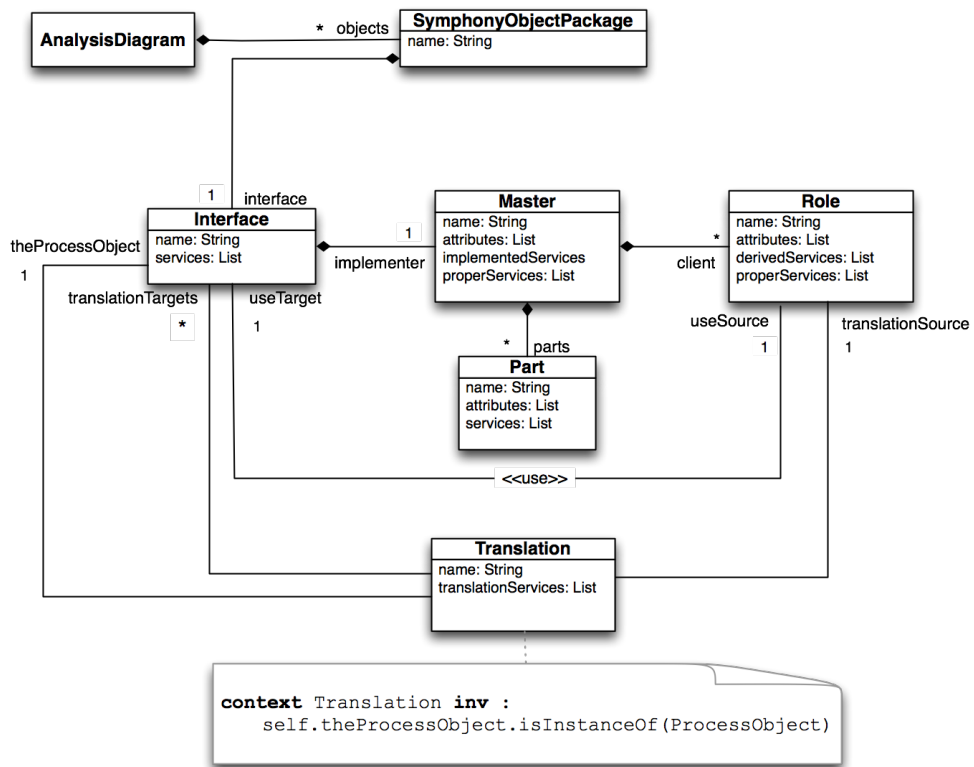 AnalysisDiagram
* objects
SymphonyObjectPackage
name: String
1
interface
Interface
name: String
services: List
theProcessObject
1
translationTargets
*
useTarget
1
1
implementer
Master
name: String
attributes: List
implementedServices
properServices: List
*
client
Role
name: String
attributes: List
derivedServices: List
properServices: List
useSource
1
translationSource
1
* parts
Part
name: String
attributes: List
services: List
<<use>>
Translation
name: String
translationServices: List
context Translation inv :
self.theProcessObject.isInstanceOf(ProcessObject)